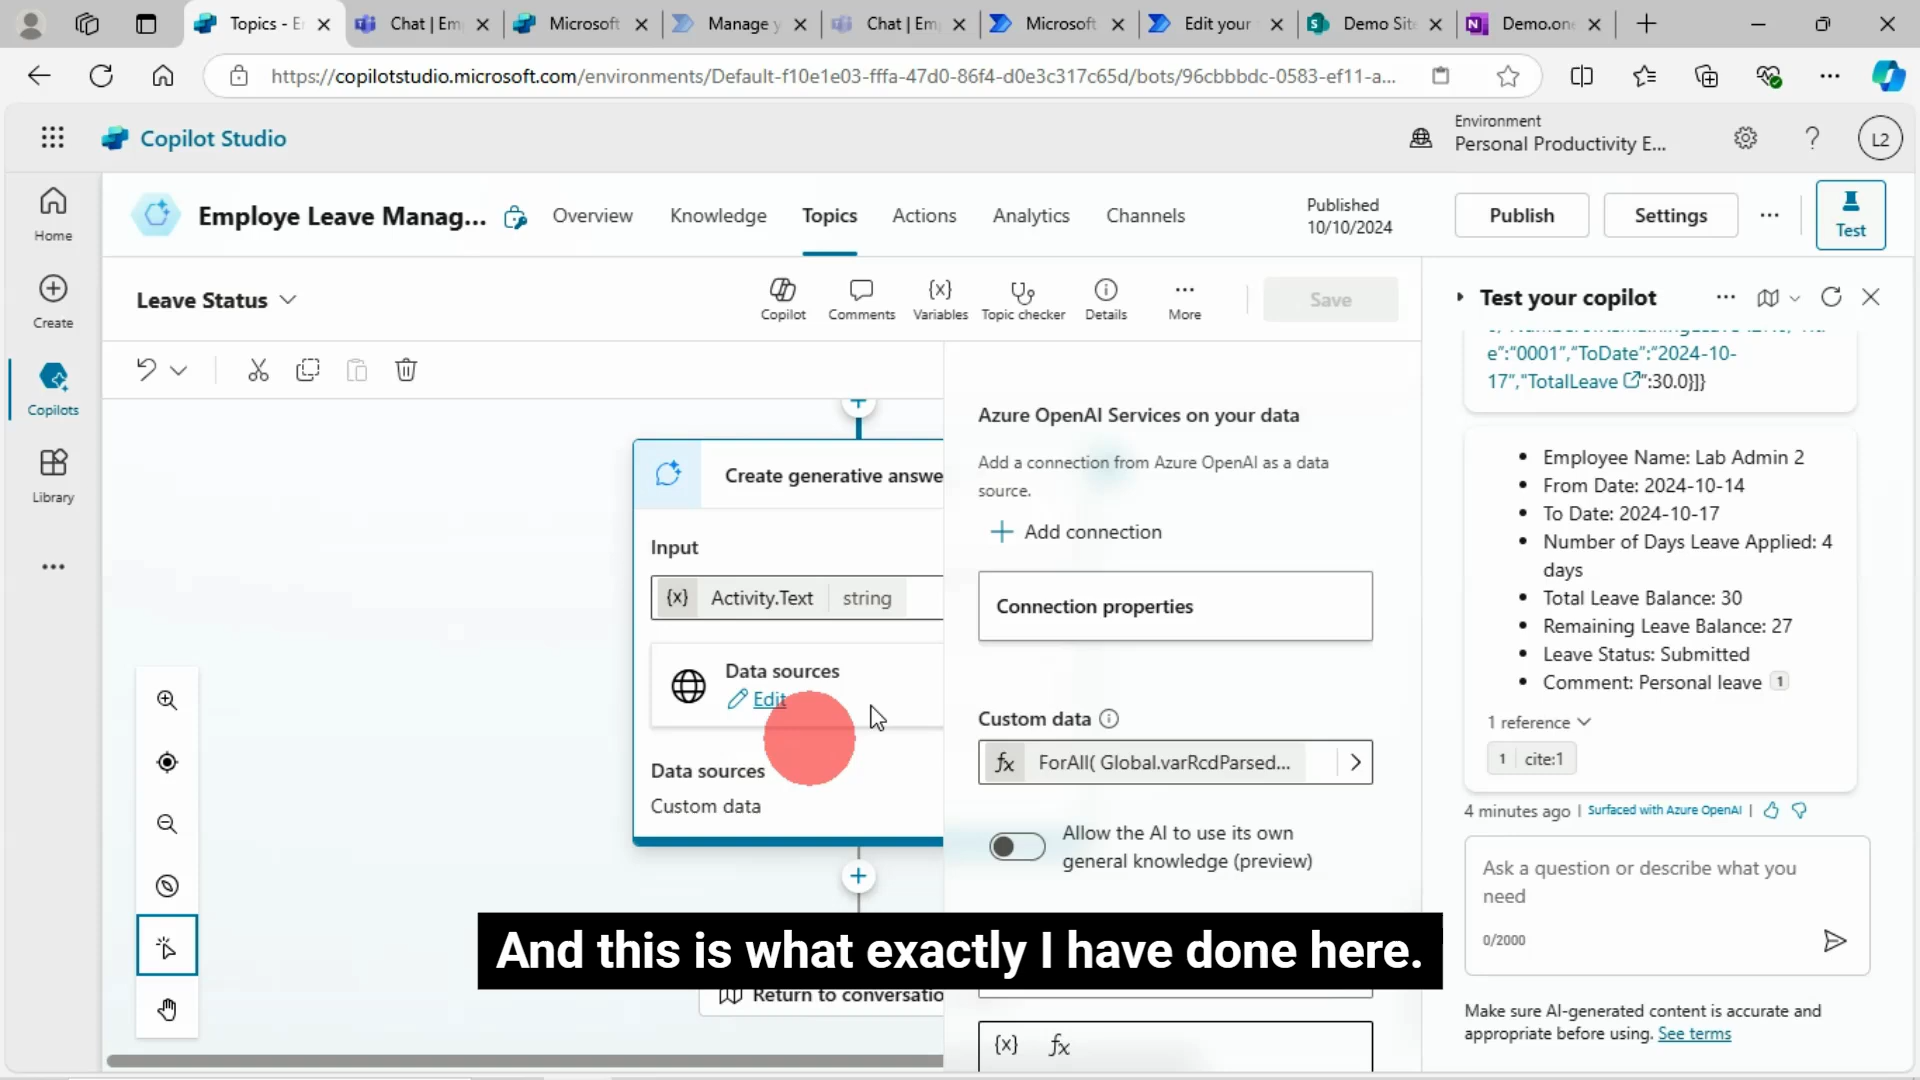 Topics - E
Chat | Em
Microsoft
Manage y
Chat | Em
Microsoft
Edit your
Demo Sit
Demo.on
https://copilotstudio.microsoft.com/environments/Default-f10e1e03-fffa-47d0-86f4-d0e3c317c65d/bots/96cbbbdc-0583-ef11-a...
Copilot Studio
Environment
Personal Productivity E...
L2
Home
Create
Copilots
Library
Employe Leave Manag...
Overview
Knowledge
Topics
Actions
Analytics
Channels
Published
10/10/2024
Publish
Settings
Test
Leave Status
Copilot
Comments
{x}
Variables
Topic checker
Details
More
Save
Create generative answe
Input
{x} Activity.Text string
Data sources
Edit
Data sources
Custom data
Return to conversatio
Azure OpenAI Services on your data
Add a connection from Azure OpenAI as a data
source.
Add connection
Connection properties
Custom data
fx ForAll( Global.varRcdParsed...
Allow the AI to use its own
general knowledge (preview)
{x} fx
Test your copilot
e":"0001","ToDate":"2024-10-
17","TotalLeave":30.0}]}
• Employee Name: Lab Admin 2
• From Date: 2024-10-14
• To Date: 2024-10-17
• Number of Days Leave Applied: 4
days
• Total Leave Balance: 30
• Remaining Leave Balance: 27
• Leave Status: Submitted
• Comment: Personal leave 1
1 reference
1 cite:1
4 minutes ago | Surfaced with Azure OpenAI |
Ask a question or describe what you
need
0/2000
Make sure AI-generated content is accurate and
appropriate before using. See terms
And this is what exactly I have done here.